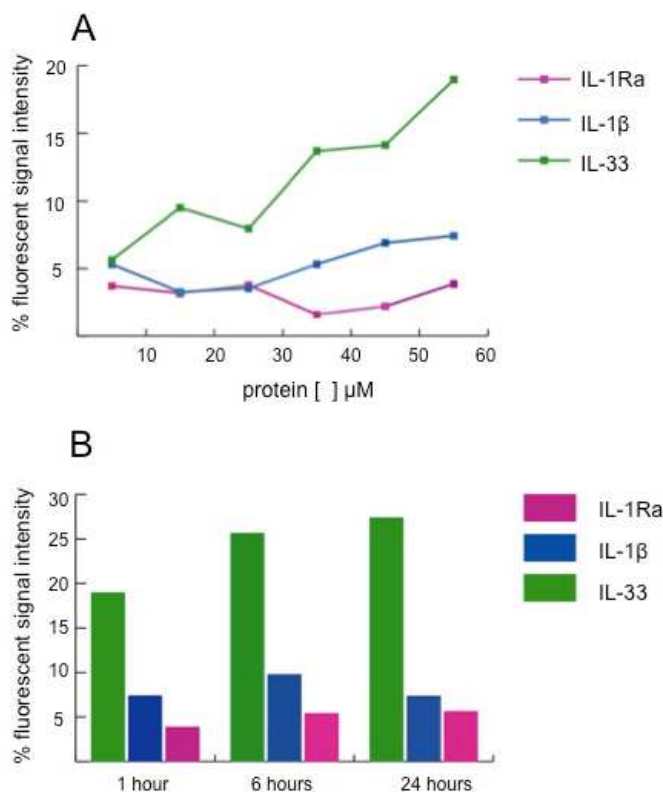 A
% fluorescent signal intensity
20
15
10
5
10 20 30 40 50 60
protein [ ] µM
IL-1Ra
IL-1β
IL-33
B
% fluorescent signal intensity
30
25
20
15
10
5
1 hour 6 hours 24 hours
IL-1Ra
IL-1β
IL-33